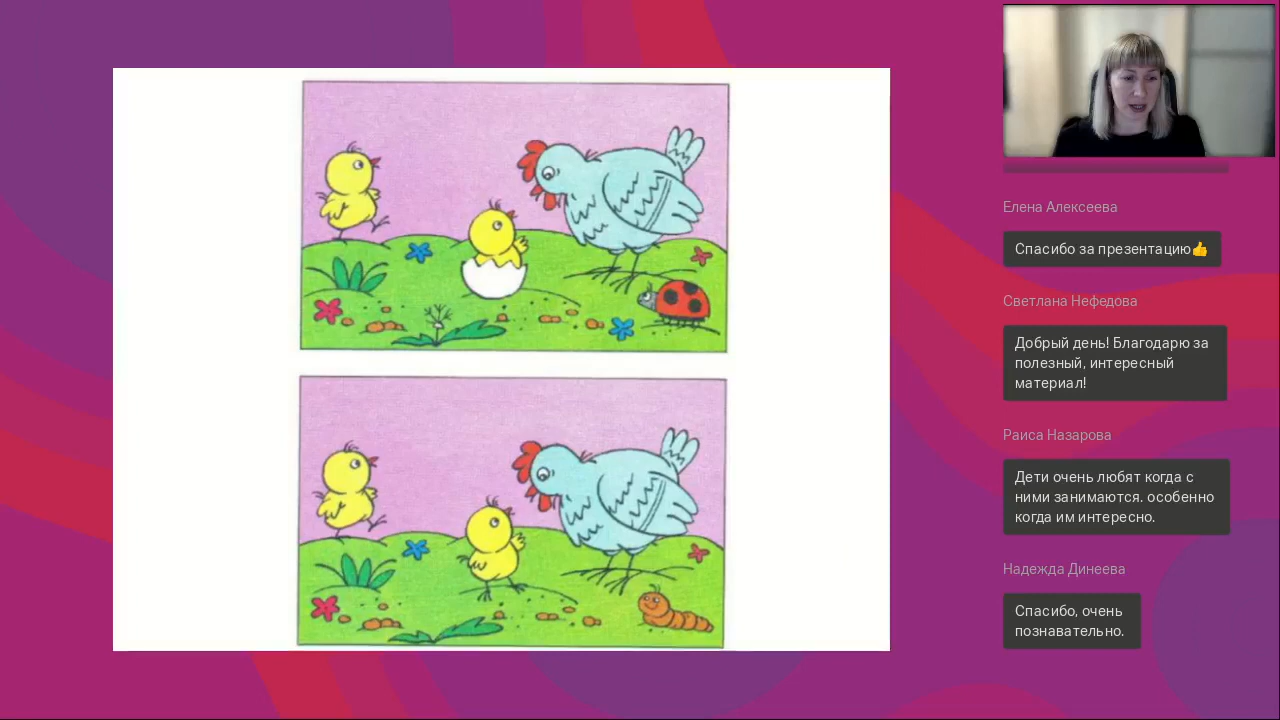 Елена Алексеева
Спасибо за презентацию👍
Светлана Нефедова
Добрый день! Благодарю за
полезный, интересный
материал!
Раиса Назарова
Дети очень любят когда с
ними занимаются. особенно
когда им интересно.
Надежда Динеева
Спасибо, очень
познавательно.